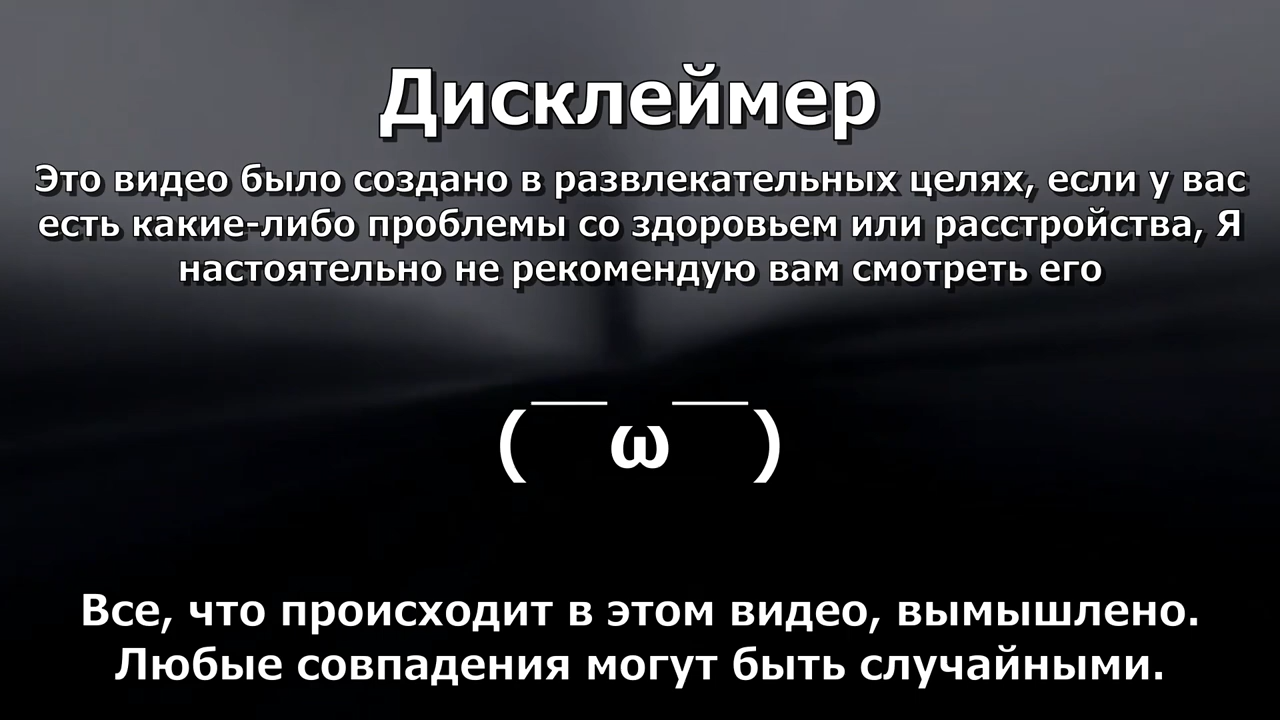 Дисклеймер
Это видео было создано в развлекательных целях, если у вас
есть какие-либо проблемы со здоровьем или расстройства, Я
настоятельно не рекомендую вам смотреть его
(￣ω￣)
Все, что происходит в этом видео, вымышлено.
Любые совпадения могут быть случайными.